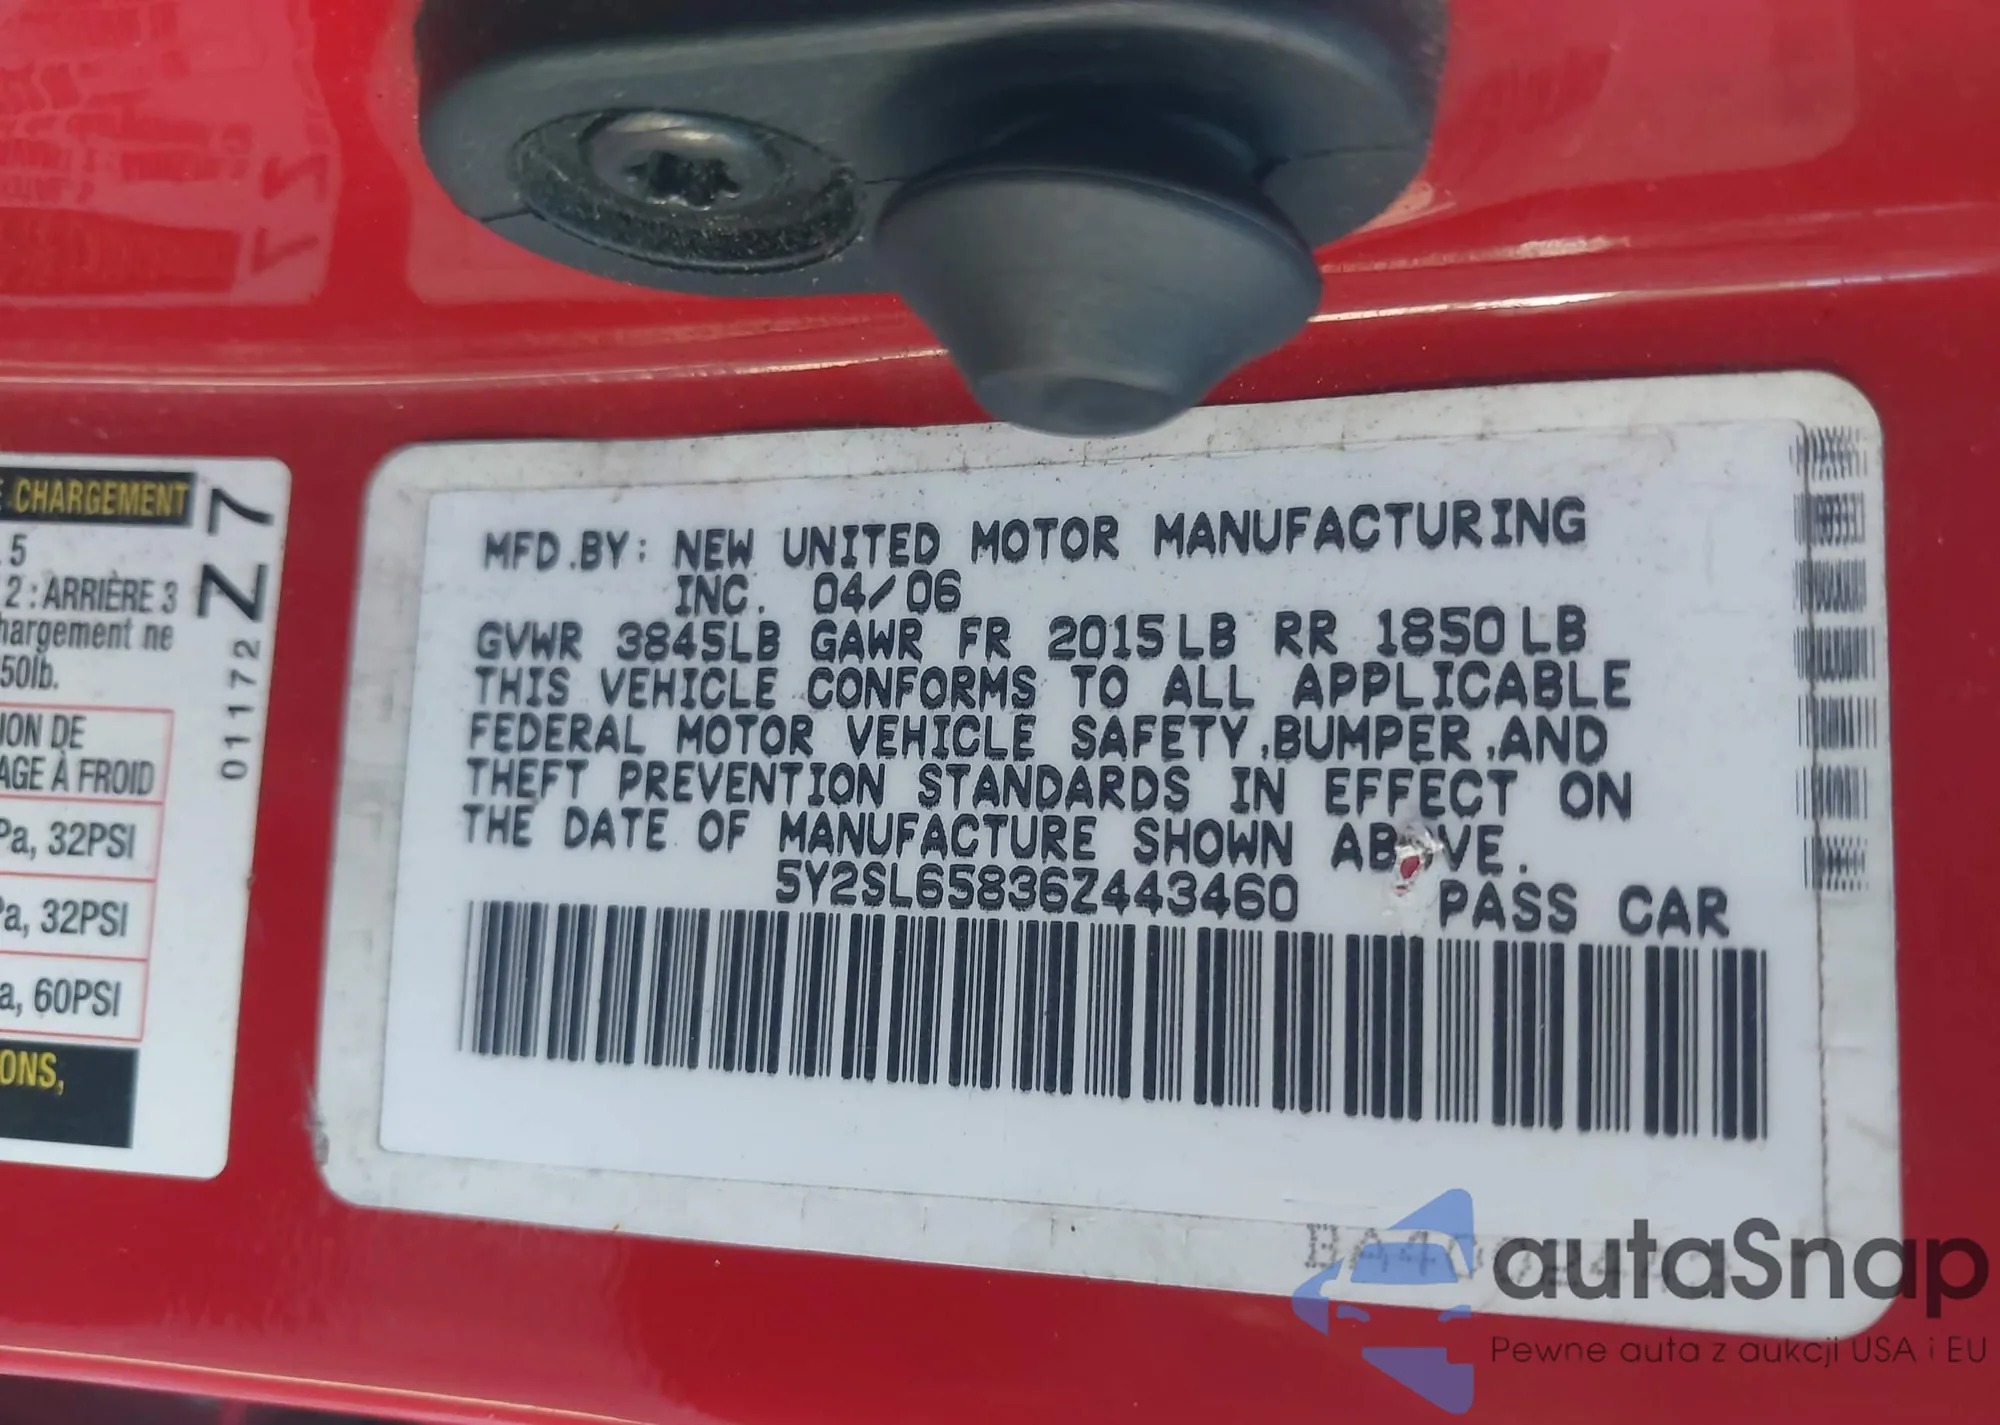 E CHARGEMENT
5
2 : ARRIÈRE 3
hargement ne
50lb.
ION DE
AGE À FROID
Pa, 32PSI
Pa, 32PSI
a, 60PSI
ONS,
Z7
011172
MFD.BY: NEW UNITED MOTOR MANUFACTURING
INC. 04/06
GVWR 3845LB GAWR FR 2015LB RR 1850LB
THIS VEHICLE CONFORMS TO ALL APPLICABLE
FEDERAL MOTOR VEHICLE SAFETY,BUMPER,AND
THEFT PREVENTION STANDARDS IN EFFECT ON
THE DATE OF MANUFACTURE SHOWN ABOVE.
5Y2SL65836Z443460 PASS CAR
autaSnap
Pewne auta z aukcji USA i EU